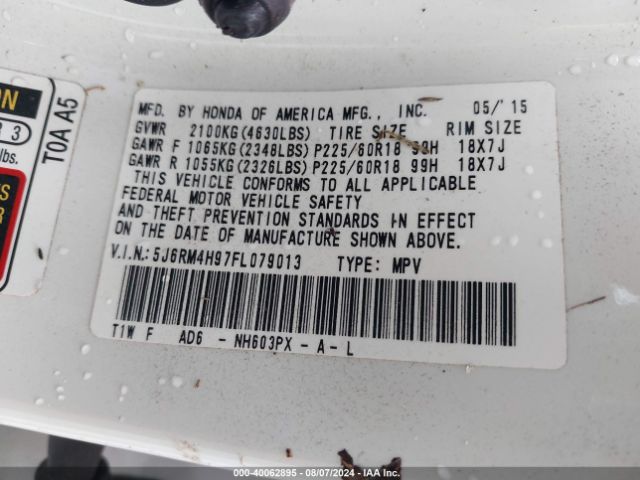 ON
3
lbs.
S
R
T0A A5
MFD. BY HONDA OF AMERICA MFG., INC. 05/'15
GVWR 2100KG(4630LBS) TIRE SIZE RIM SIZE
GAWR F 1065KG(2348LBS) P225/60R18 99H 18X7J
GAWR R 1055KG(2326LBS) P225/60R18 99H 18X7J
THIS VEHICLE CONFORMS TO ALL APPLICABLE
FEDERAL MOTOR VEHICLE SAFETY
AND THEFT PREVENTION STANDARDS IN EFFECT
ON THE DATE OF MANUFACTURE SHOWN ABOVE.
V.I.N.:5J6RM4H97FL079013 TYPE: MPV
T1W F AD6 - NH603PX - A - L
000-40062895 - 08/07/2024 - IAA Inc.